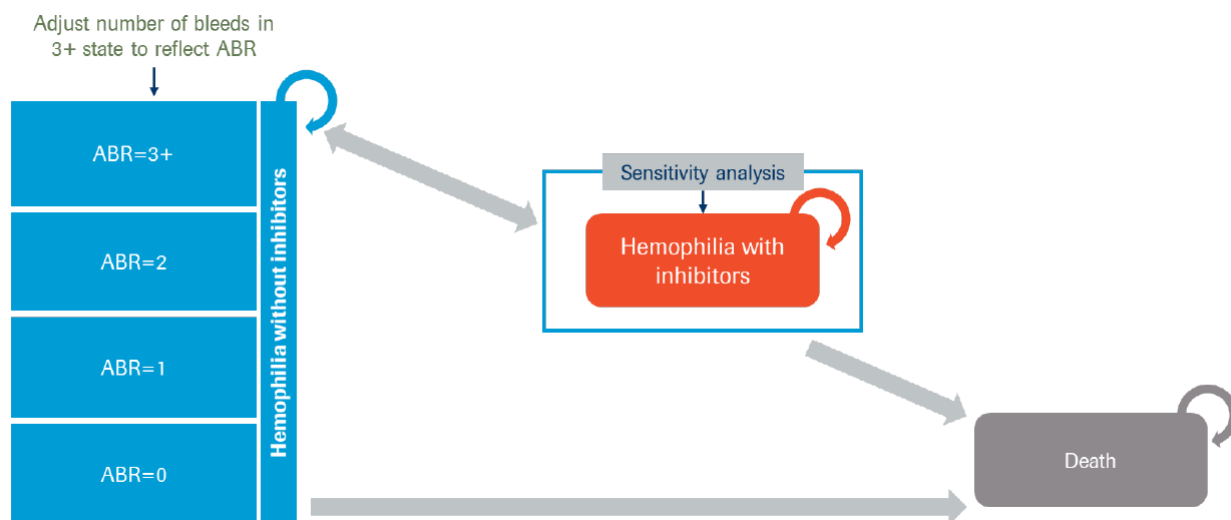 Adjust number of bleeds in
3+ state to reflect ABR
ABR=3+
ABR=2
ABR=1
ABR=0
Hemophilia without inhibitors
Sensitivity analysis
Hemophilia with
inhibitors
Death